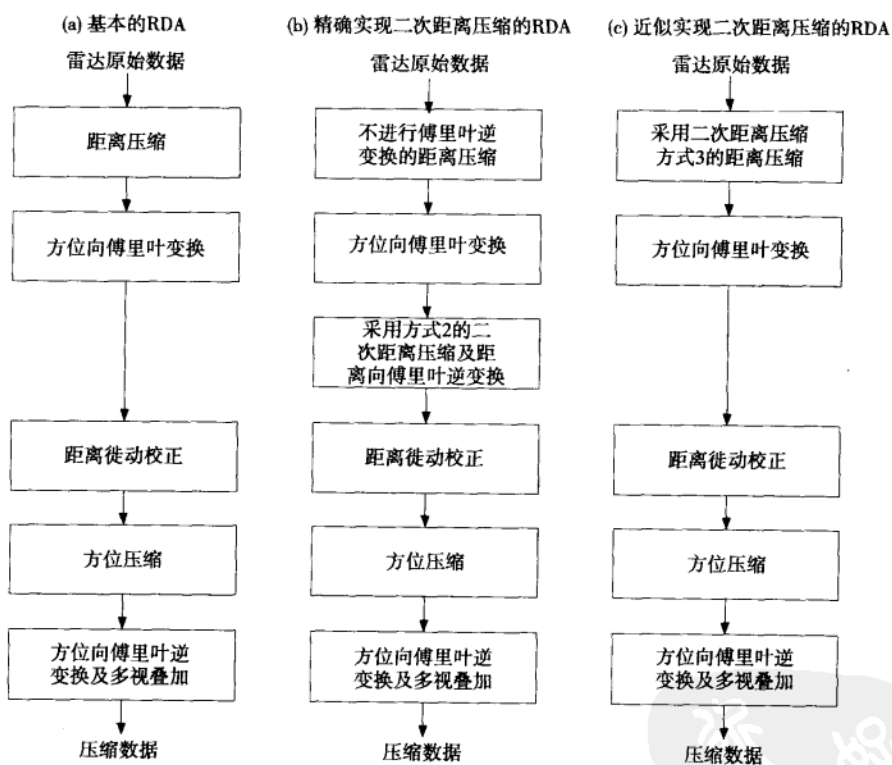 (a) 基本的RDA
雷达原始数据
距离压缩
方位向傅里叶变换
距离徙动校正
方位压缩
方位向傅里叶逆
变换及多视叠加
压缩数据
(b) 精确实现二次距离压缩的RDA
雷达原始数据
不进行傅里叶逆
变换的距离压缩
方位向傅里叶变换
采用方式2的二
次距离压缩及距
离向傅里叶逆变换
距离徙动校正
方位压缩
方位向傅里叶逆
变换及多视叠加
压缩数据
(c) 近似实现二次距离压缩的RDA
雷达原始数据
采用二次距离压缩
方式3的距离压缩
方位向傅里叶变换
距离徙动校正
方位压缩
方位向傅里叶逆
变换及多视叠加
压缩数据